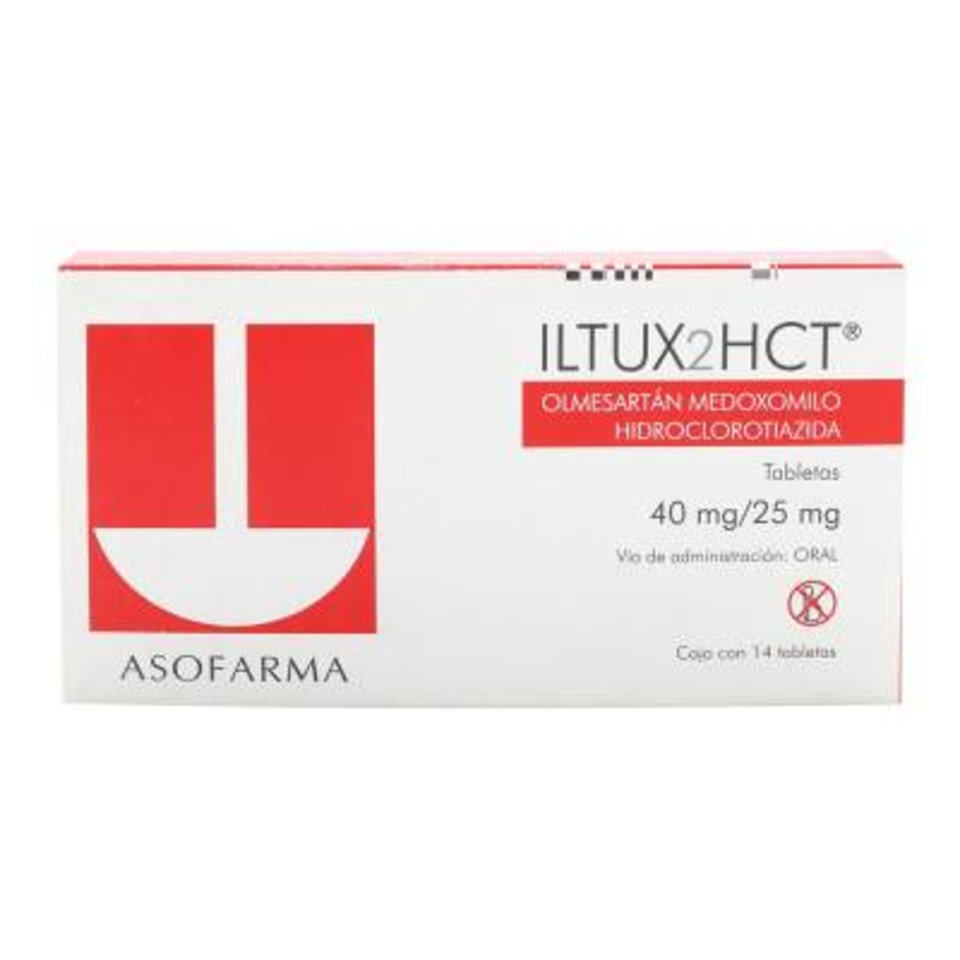 ILTUX2HCT®
OLMESARTÁN MEDOXOMILO
HIDROCLOROTIAZIDA
Tabletas
40 mg/25 mg
Vía de administración: ORAL
Caja con 14 tabletas
ASOFARMA